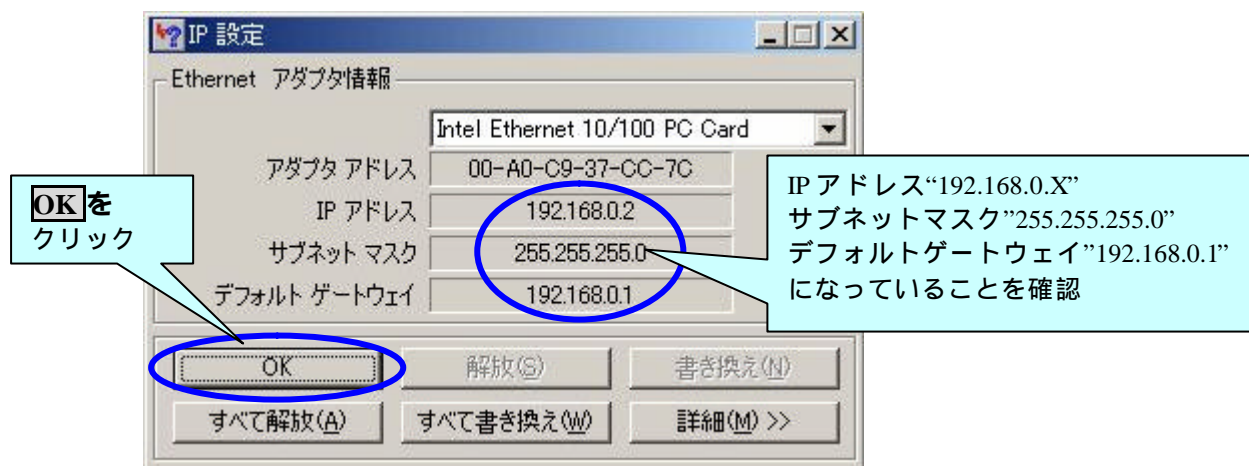 IP 設定
Ethernet アダプタ情報
Intel Ethernet 10/100 PC Card
アダプタ アドレス 00-A0-C9-37-CC-7C
IP アドレス 192.168.0.2
サブネット マスク 255.255.255.0
デフォルト ゲートウェイ 192.168.0.1
OK を
クリック
IP アドレス“192.168.0.X”
サブネットマスク”255.255.255.0”
デフォルトゲートウェイ”192.168.0.1”
になっていることを確認
OK 解放(S) 書き換え(N)
すべて解放(A) すべて書き換え(W) 詳細(M) >>